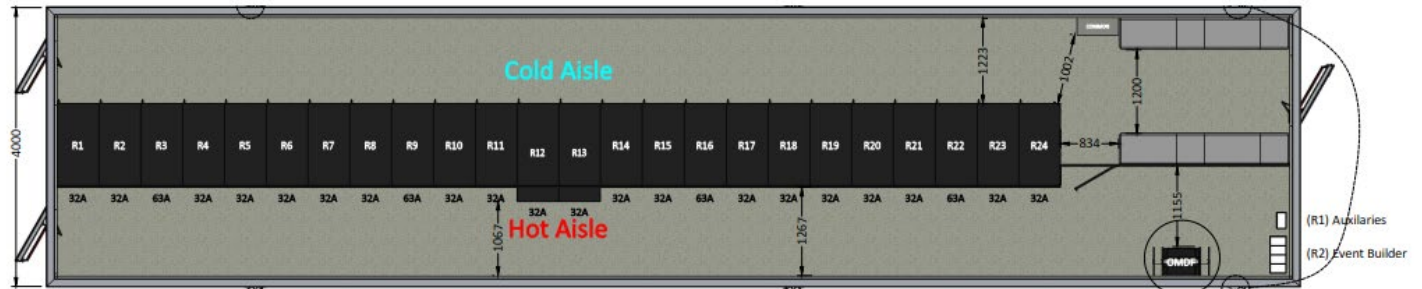 COMMON
1223
1002
Cold Aisle
1200
4000
R1 R2 R3 R4 R5 R6 R7 R8 R9 R10 R11 R12 R13 R14 R15 R16 R17 R18 R19 R20 R21 R22 R23 R24
834
32A 32A 63A 32A 32A 32A 32A 32A 63A 32A 32A 32A 32A 32A 32A 63A 32A 32A 32A 32A 32A 63A 32A 32A
1155
(R1) Auxilaries
Hot Aisle
1067
1267
(R2) Event Builder
OMDF